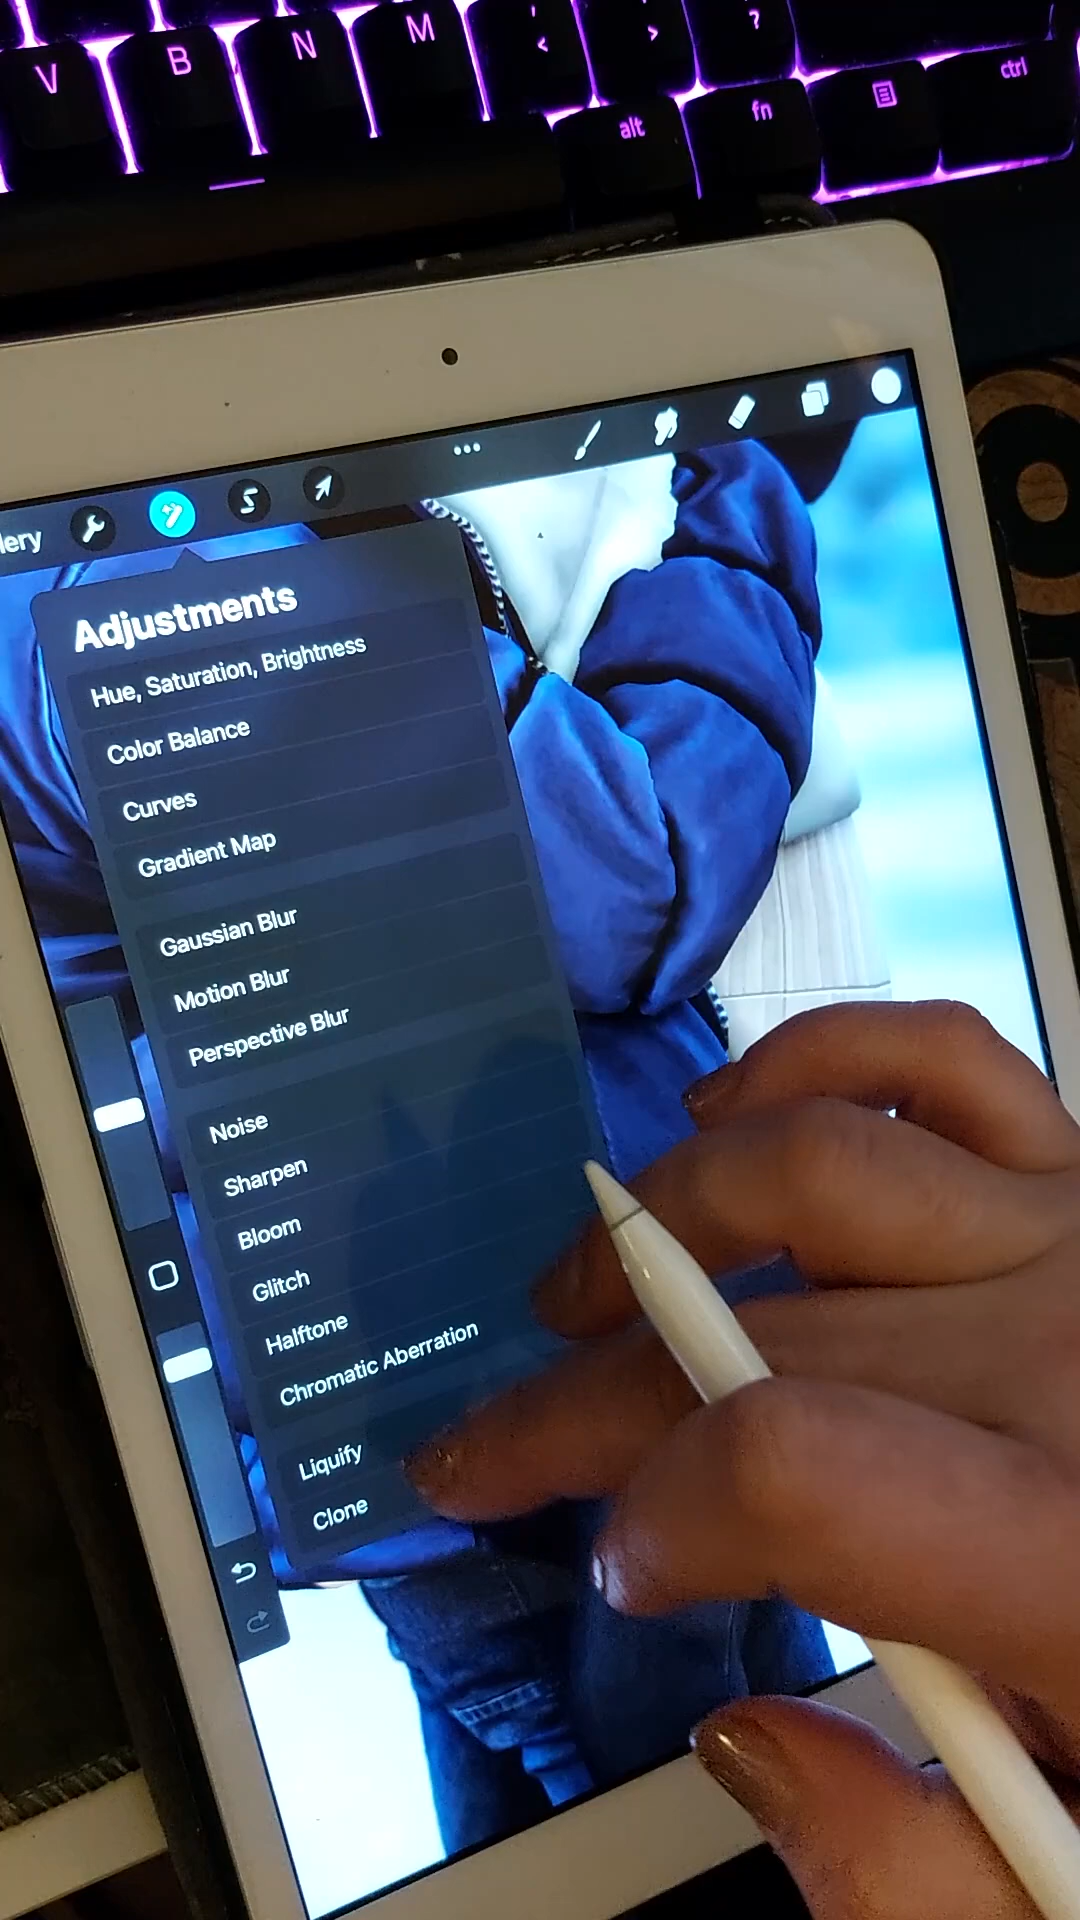 V B N M , < . > ?
alt fn ctrl
lery
Adjustments
Hue, Saturation, Brightness
Color Balance
Curves
Gradient Map
Gaussian Blur
Motion Blur
Perspective Blur
Noise
Sharpen
Bloom
Glitch
Halftone
Chromatic Aberration
Liquify
Clone